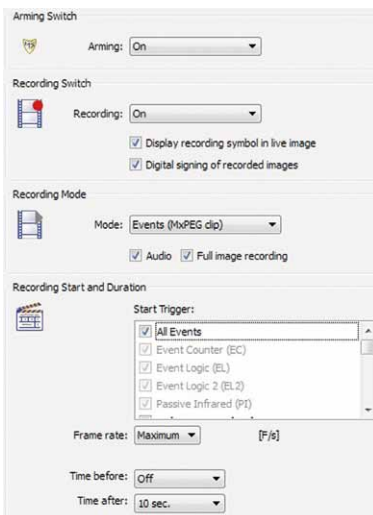 Arming Switch
Arming: On
Recording Switch
Recording: On
Display recording symbol in live image
Digital signing of recorded images
Recording Mode
Mode: Events (MxPEG clip)
Audio Full image recording
Recording Start and Duration
Start Trigger:
All Events
Event Counter (EC)
Event Logic (EL)
Event Logic 2 (EL2)
Passive Infrared (PI)
Frame rate: Maximum [F/s]
Time before: Off
Time after: 10 sec.